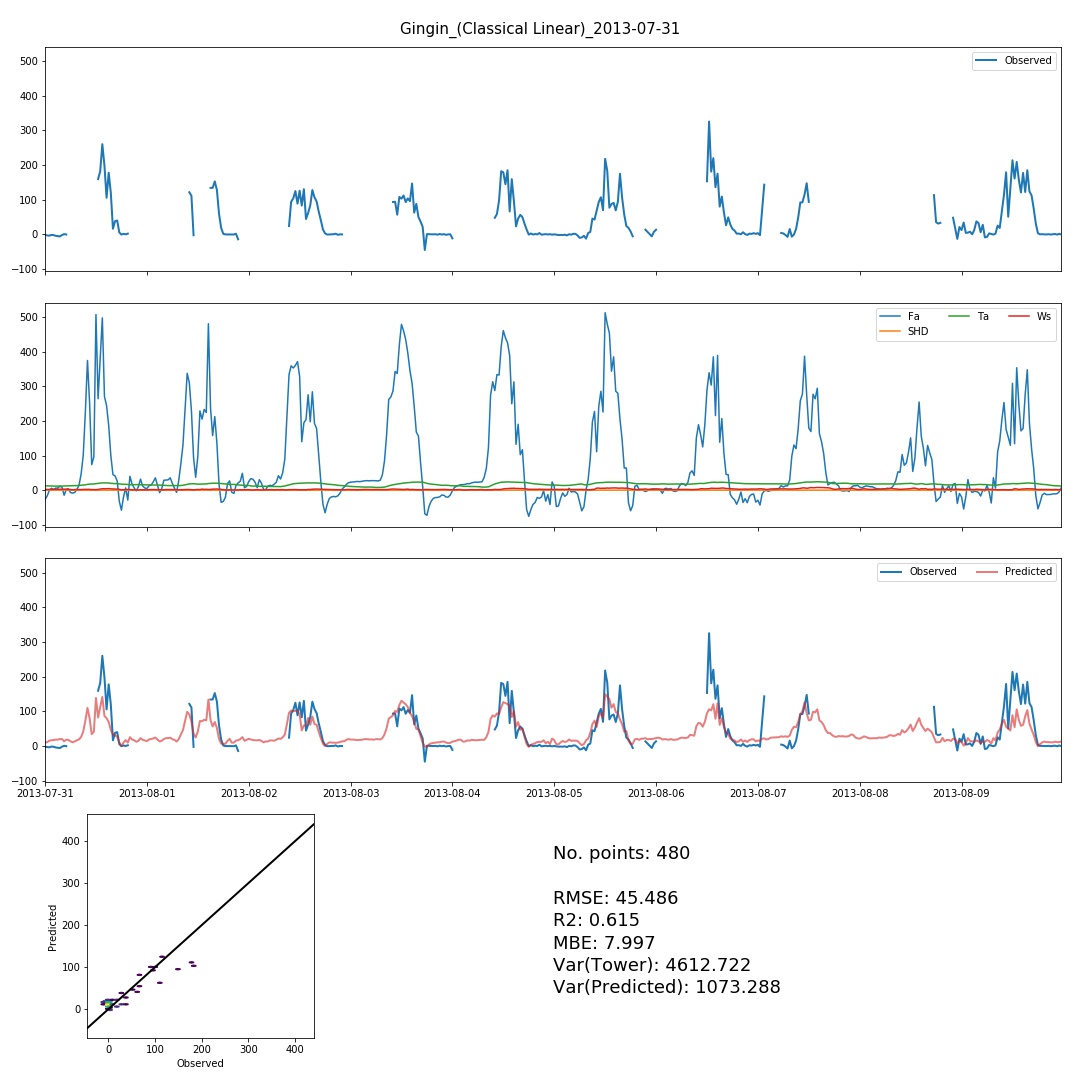 Gingin_(Classical Linear)_2013-07-31
Observed
500
400
300
200
100
0
−100
Fa
Ta
Ws
SHD
500
400
300
200
100
0
−100
Observed
Predicted
500
400
300
200
100
0
−100
2013-07-31 2013-08-01 2013-08-02 2013-08-03 2013-08-04 2013-08-05 2013-08-06 2013-08-07 2013-08-08 2013-08-09
400
300
200
100
0
Predicted
0 100 200 300 400
Observed
No. points: 480
RMSE: 45.486
R2: 0.615
MBE: 7.997
Var(Tower): 4612.722
Var(Predicted): 1073.288